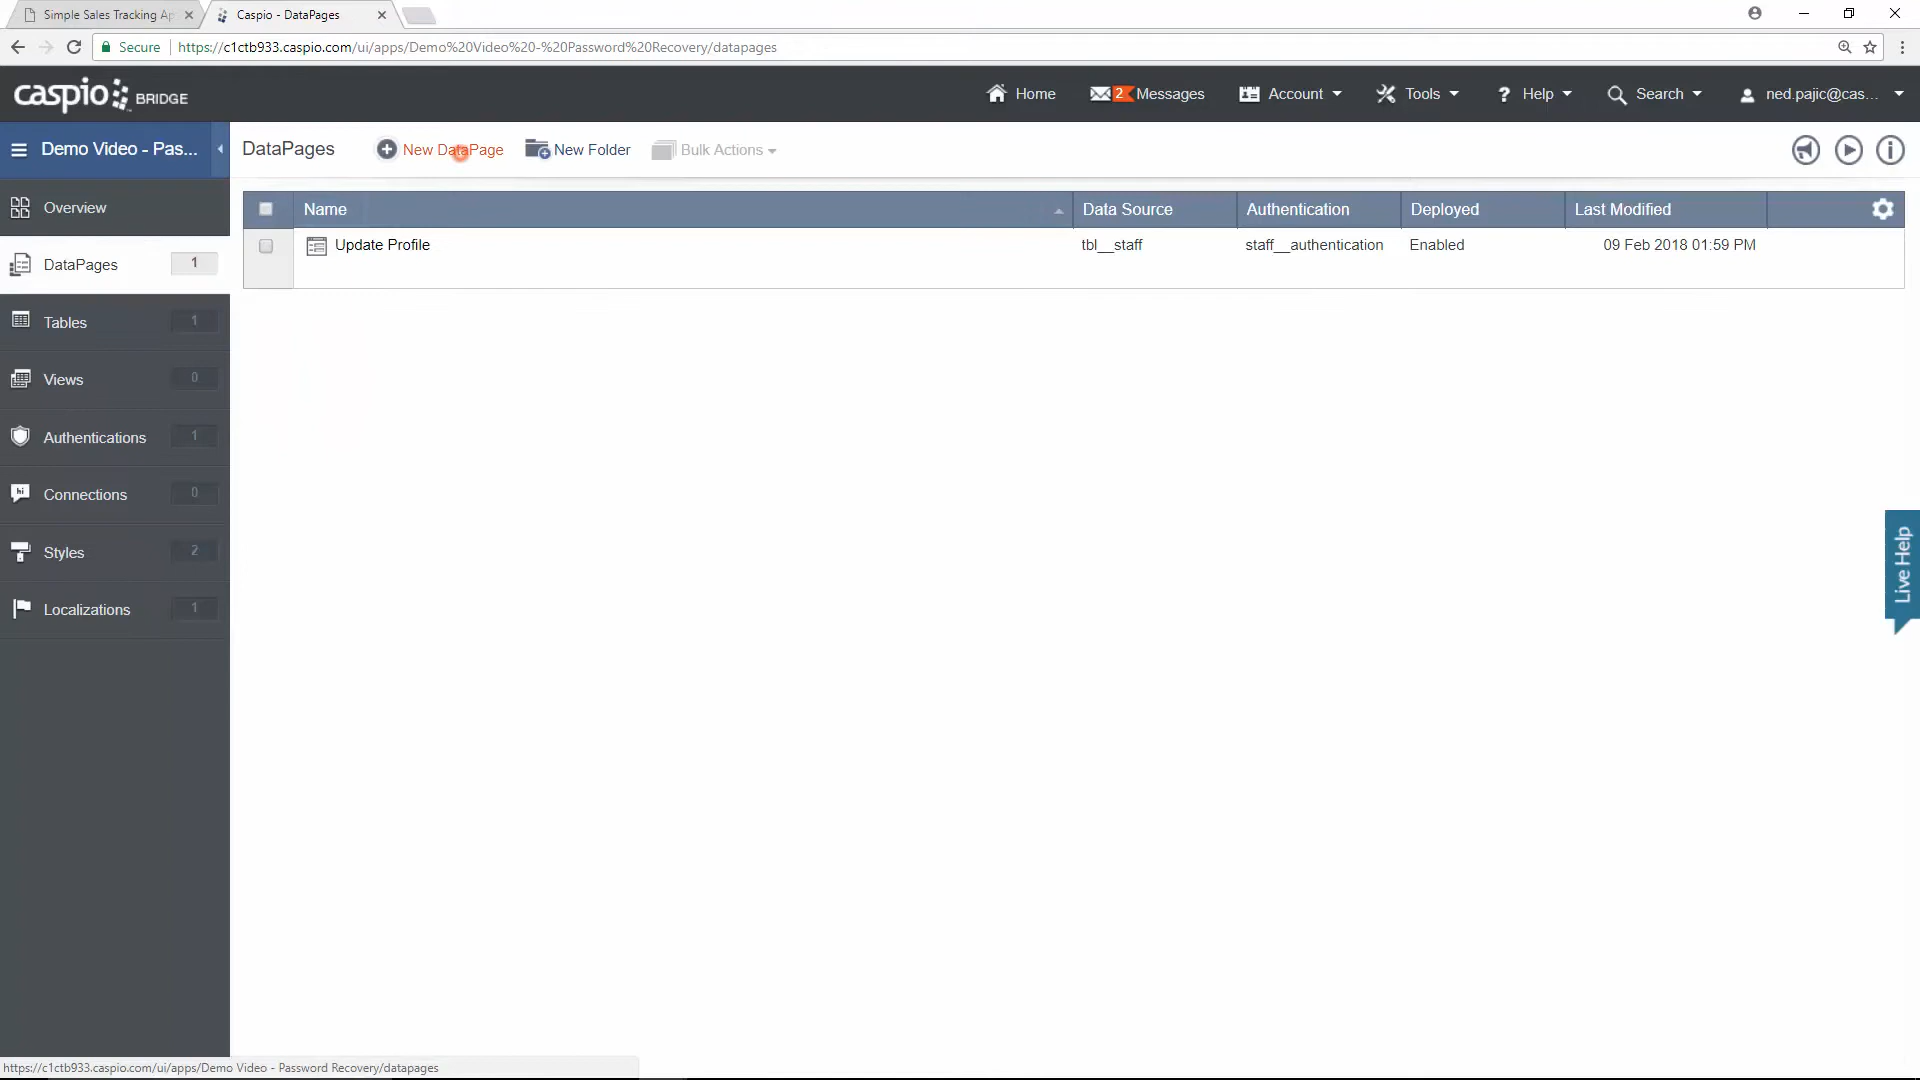 Simple Sales Tracking Ap
Caspio - DataPages
Secure
https://c1ctb933.caspio.com/ui/apps/Demo%20Video%20-%20Password%20Recovery/datapages
caspio BRIDGE
Home
2 Messages
Account
Tools
? Help
Search
ned.pajic@cas...
Demo Video - Pas...
DataPages
New DataPage
New Folder
Bulk Actions
Overview
DataPages 1
Tables 1
Views 0
Authentications 1
hi Connections 0
Styles 2
Localizations 1
Name Data Source Authentication Deployed Last Modified
Update Profile tbl__staff staff__authentication Enabled 09 Feb 2018 01:59 PM
Live Help
https://c1ctb933.caspio.com/ui/apps/Demo Video - Password Recovery/datapages